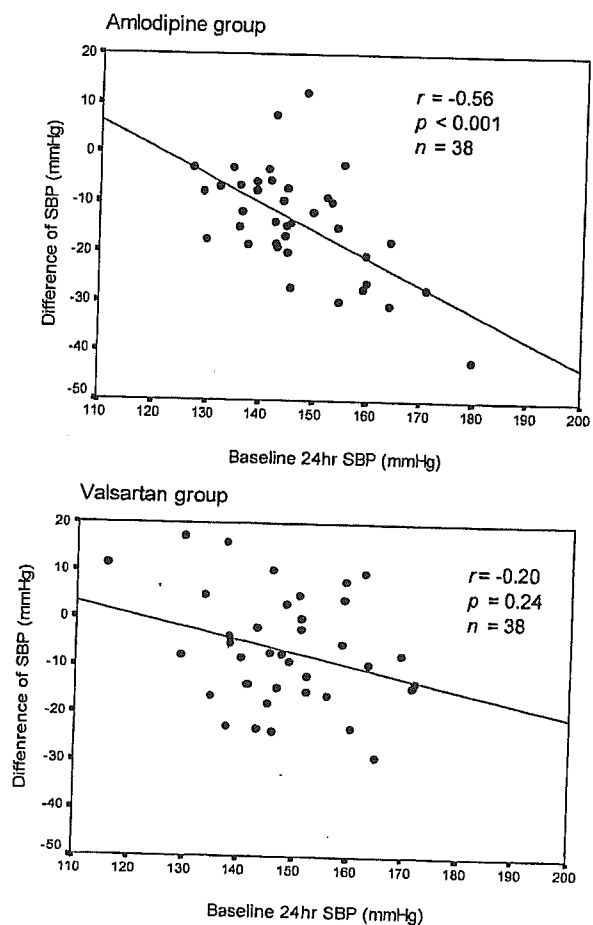 Amlodipine group
20
10
0
-10
-20
-30
-40
-50
Difference of SBP (mmHg)
r = -0.56
p < 0.001
n = 38
110 120 130 140 150 160 170 180 190 200
Baseline 24hr SBP (mmHg)
Valsartan group
20
10
0
-10
-20
-30
-40
-50
Diffenrence of SBP (mmHg)
r= -0.20
p = 0.24
n = 38
110 120 130 140 150 160 170 180 190 200
Baseline 24hr SBP (mmHg)